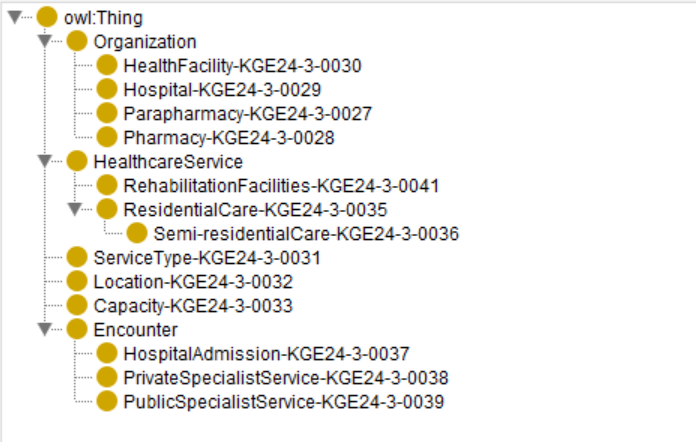 owl:Thing
Organization
HealthFacility-KGE24-3-0030
Hospital-KGE24-3-0029
Parapharmacy-KGE24-3-0027
Pharmacy-KGE24-3-0028
HealthcareService
RehabilitationFacilities-KGE24-3-0041
ResidentialCare-KGE24-3-0035
Semi-residentialCare-KGE24-3-0036
ServiceType-KGE24-3-0031
Location-KGE24-3-0032
Capacity-KGE24-3-0033
Encounter
HospitalAdmission-KGE24-3-0037
PrivateSpecialistService-KGE24-3-0038
PublicSpecialistService-KGE24-3-0039